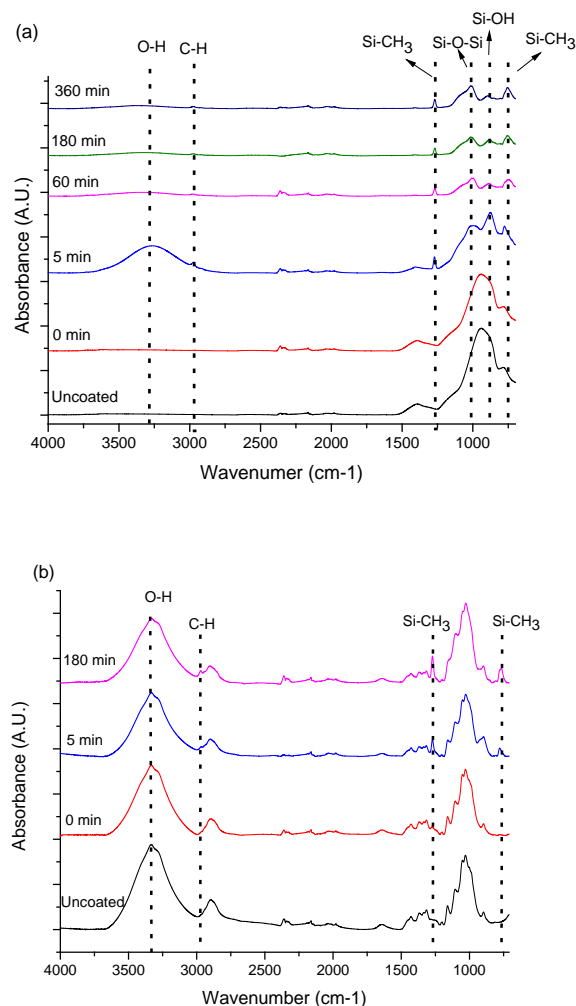 (a)
Si-OH
O-H
C-H
Si-CH3
Si-O-Si
Si-CH3
360 min
180 min
60 min
5 min
0 min
Uncoated
Absorbance (A.U.)
4000 3500 3000 2500 2000 1500 1000
Wavenumer (cm-1)
(b)
O-H
C-H
Si-CH3
Si-CH3
180 min
5 min
0 min
Uncoated
Absorbance (A.U.)
4000 3500 3000 2500 2000 1500 1000
Wavenumber (cm-1)